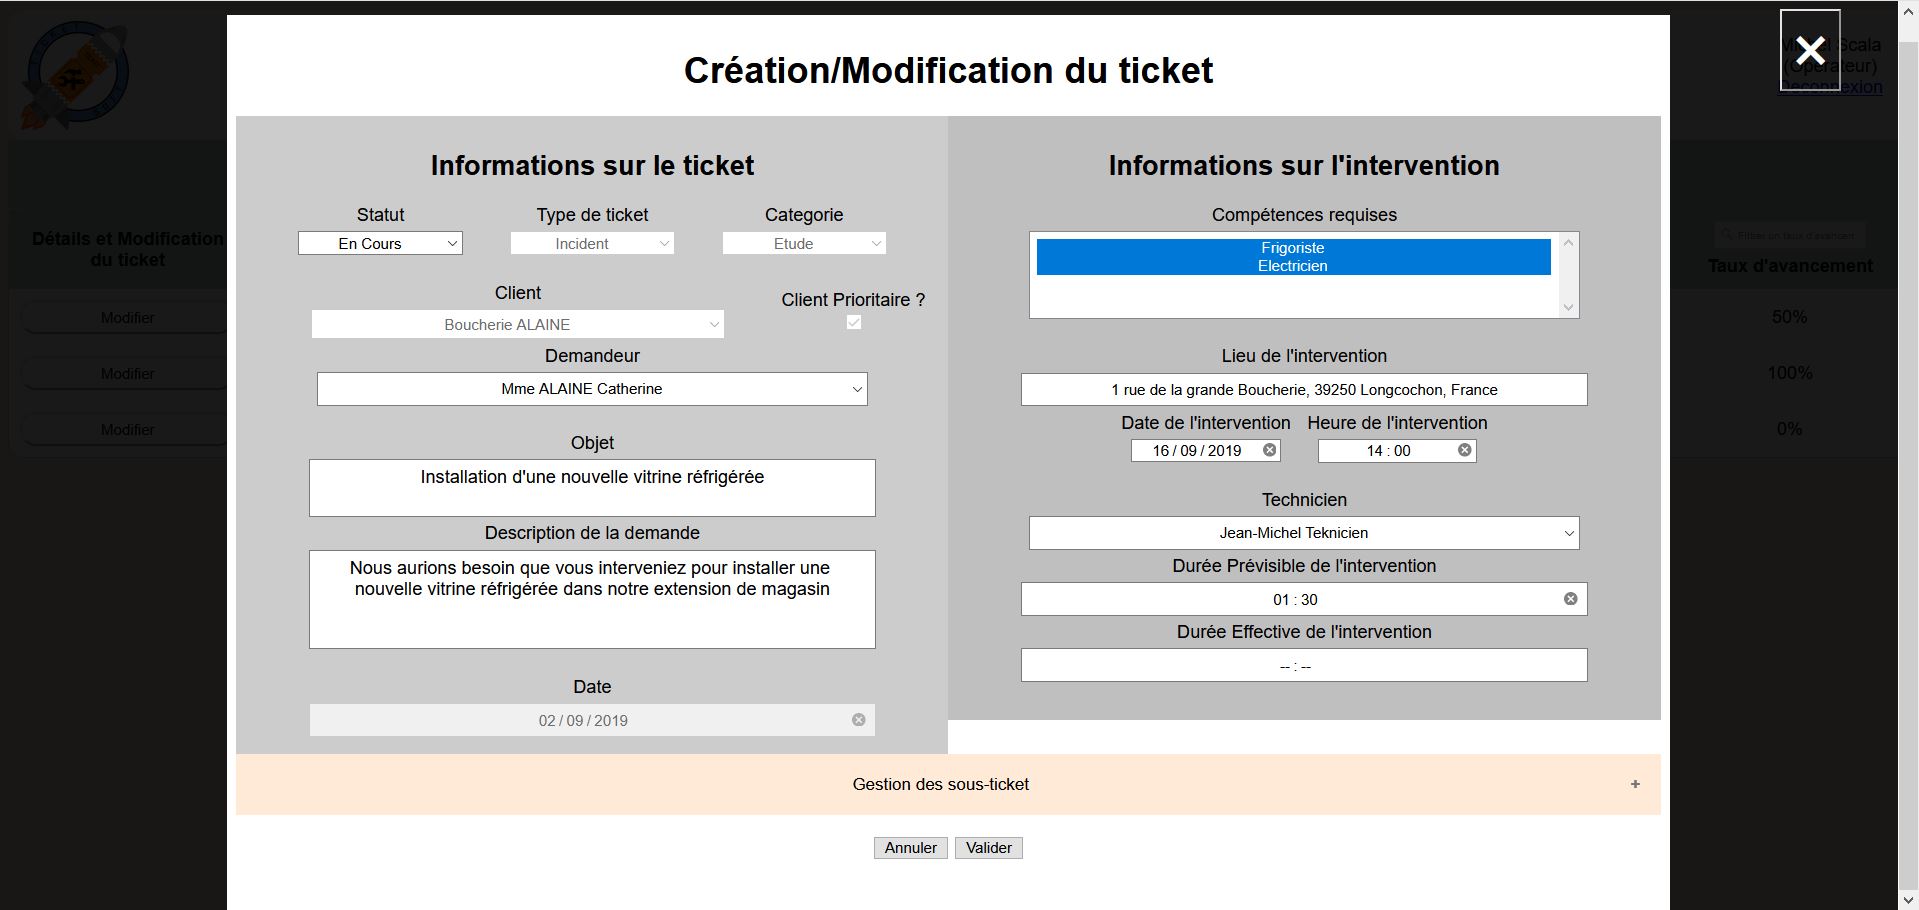 Création/Modification du ticket
Scala
(Opérateur)
Deconnexion
Informations sur le ticket
Statut
Type de ticket
Categorie
En Cours
Incident
Etude
Client
Client Prioritaire ?
Boucherie ALAINE
Demandeur
Mme ALAINE Catherine
Objet
Installation d'une nouvelle vitrine réfrigérée
Description de la demande
Nous aurions besoin que vous interveniez pour installer une
nouvelle vitrine réfrigérée dans notre extension de magasin
Date
02 / 09 / 2019
Informations sur l'intervention
Compétences requises
Frigoriste
Electricien
Lieu de l'intervention
1 rue de la grande Boucherie, 39250 Longcochon, France
Date de l'intervention
Heure de l'intervention
16 / 09 / 2019
14 : 00
Technicien
Jean-Michel Teknicien
Durée Prévisible de l'intervention
01 : 30
Durée Effective de l'intervention
-- : --
Gestion des sous-ticket
+
Annuler
Valider
Détails et Modification
du ticket
Modifier
Modifier
Modifier
Filtrer un taux d'avancem
Taux d'avancement
50%
100%
0%